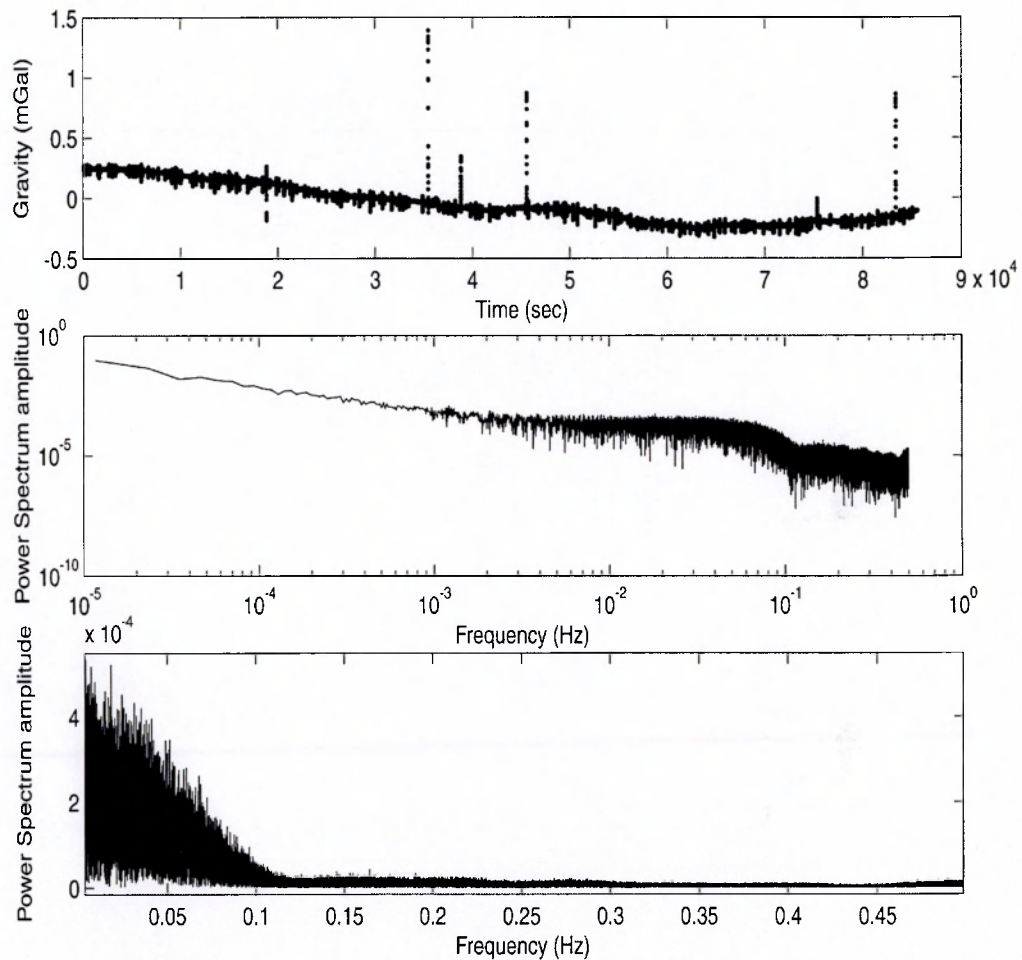 1.5
1
0.5
0
-0.5
Gravity (mGal)
0 1 2 3 4 5 6 7 8 9 x 10^4
Time (sec)
10^0
10^-5
10^-10
Power Spectrum amplitude
10^-5 10^-4 10^-3 10^-2 10^-1 10^0
Frequency (Hz)
x 10^-4
4
2
0
Power Spectrum amplitude
0.05 0.1 0.15 0.2 0.25 0.3 0.35 0.4 0.45
Frequency (Hz)